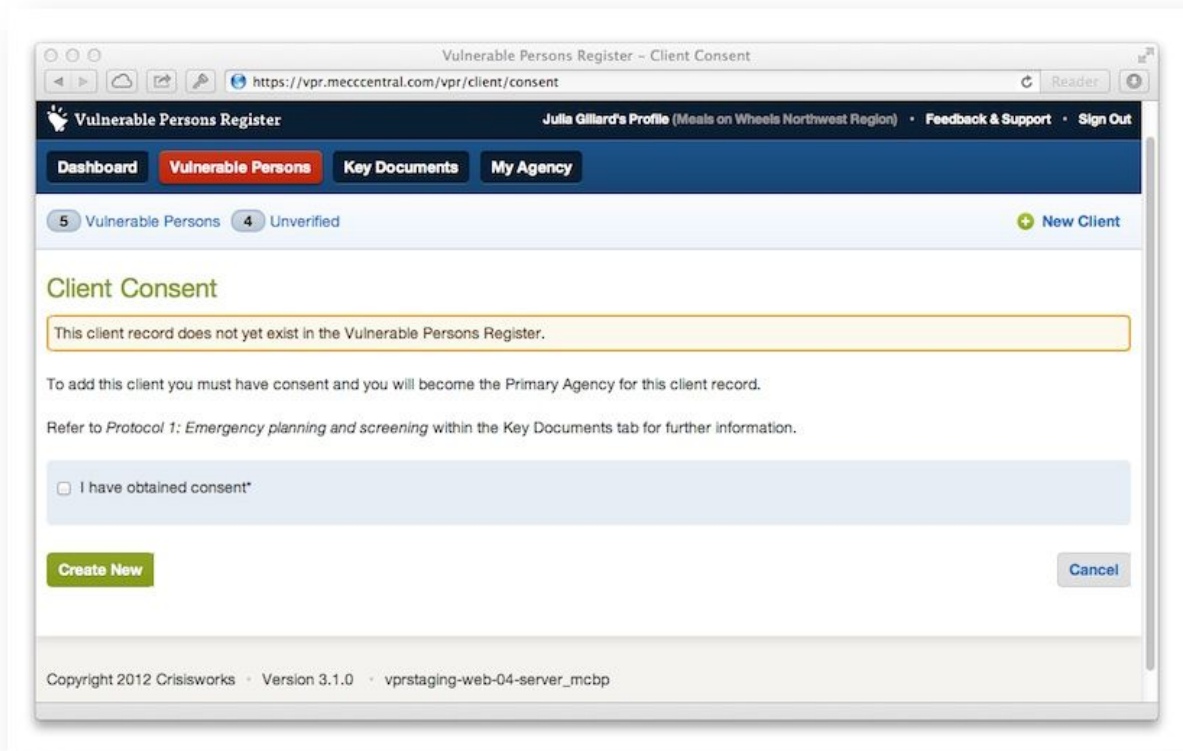 Vulnerable Persons Register – Client Consent
https://vpr.mecccentral.com/vpr/client/consent
Reader
Vulnerable Persons Register
Julia Gillard's Profile (Meals on Wheels Northwest Region) • Feedback & Support • Sign Out
Dashboard Vulnerable Persons Key Documents My Agency
5 Vulnerable Persons 4 Unverified New Client
Client Consent
This client record does not yet exist in the Vulnerable Persons Register.
To add this client you must have consent and you will become the Primary Agency for this client record.
Refer to Protocol 1: Emergency planning and screening within the Key Documents tab for further information.
I have obtained consent*
Create New Cancel
Copyright 2012 Crisisworks • Version 3.1.0 • vprstaging-web-04-server_mcbp